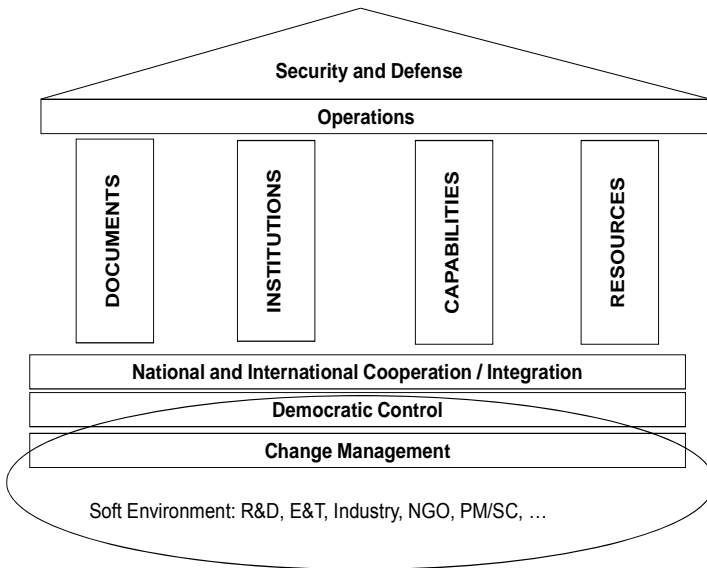 Security and Defense
Operations
DOCUMENTS
INSTITUTIONS
CAPABILITIES
RESOURCES
National and International Cooperation / Integration
Democratic Control
Change Management
Soft Environment: R&D, E&T, Industry, NGO, PM/SC, …